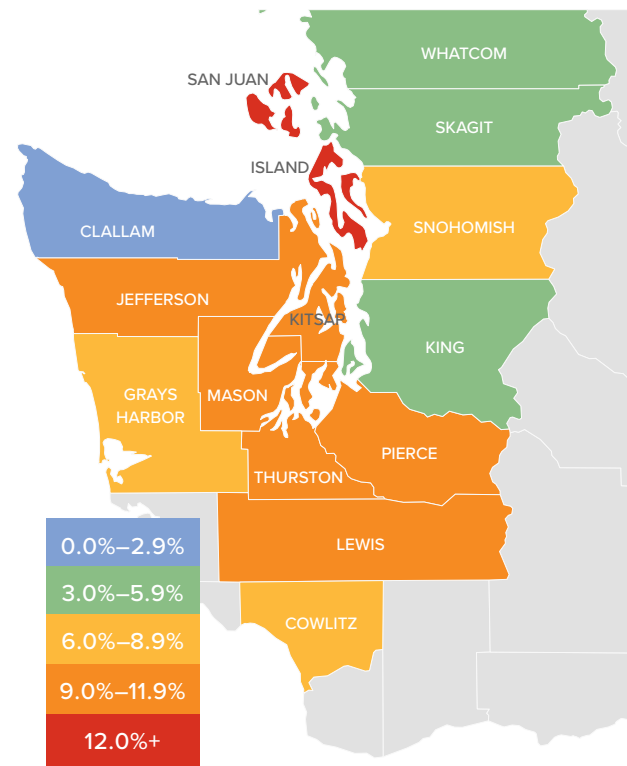 WHATCOM
SAN JUAN
SKAGIT
ISLAND
CLALLAM
SNOHOMISH
JEFFERSON
KITSAP
KING
MASON
GRAYS
HARBOR
PIERCE
THURSTON
LEWIS
COWLITZ
0.0%–2.9%
3.0%–5.9%
6.0%–8.9%
9.0%–11.9%
12.0%+